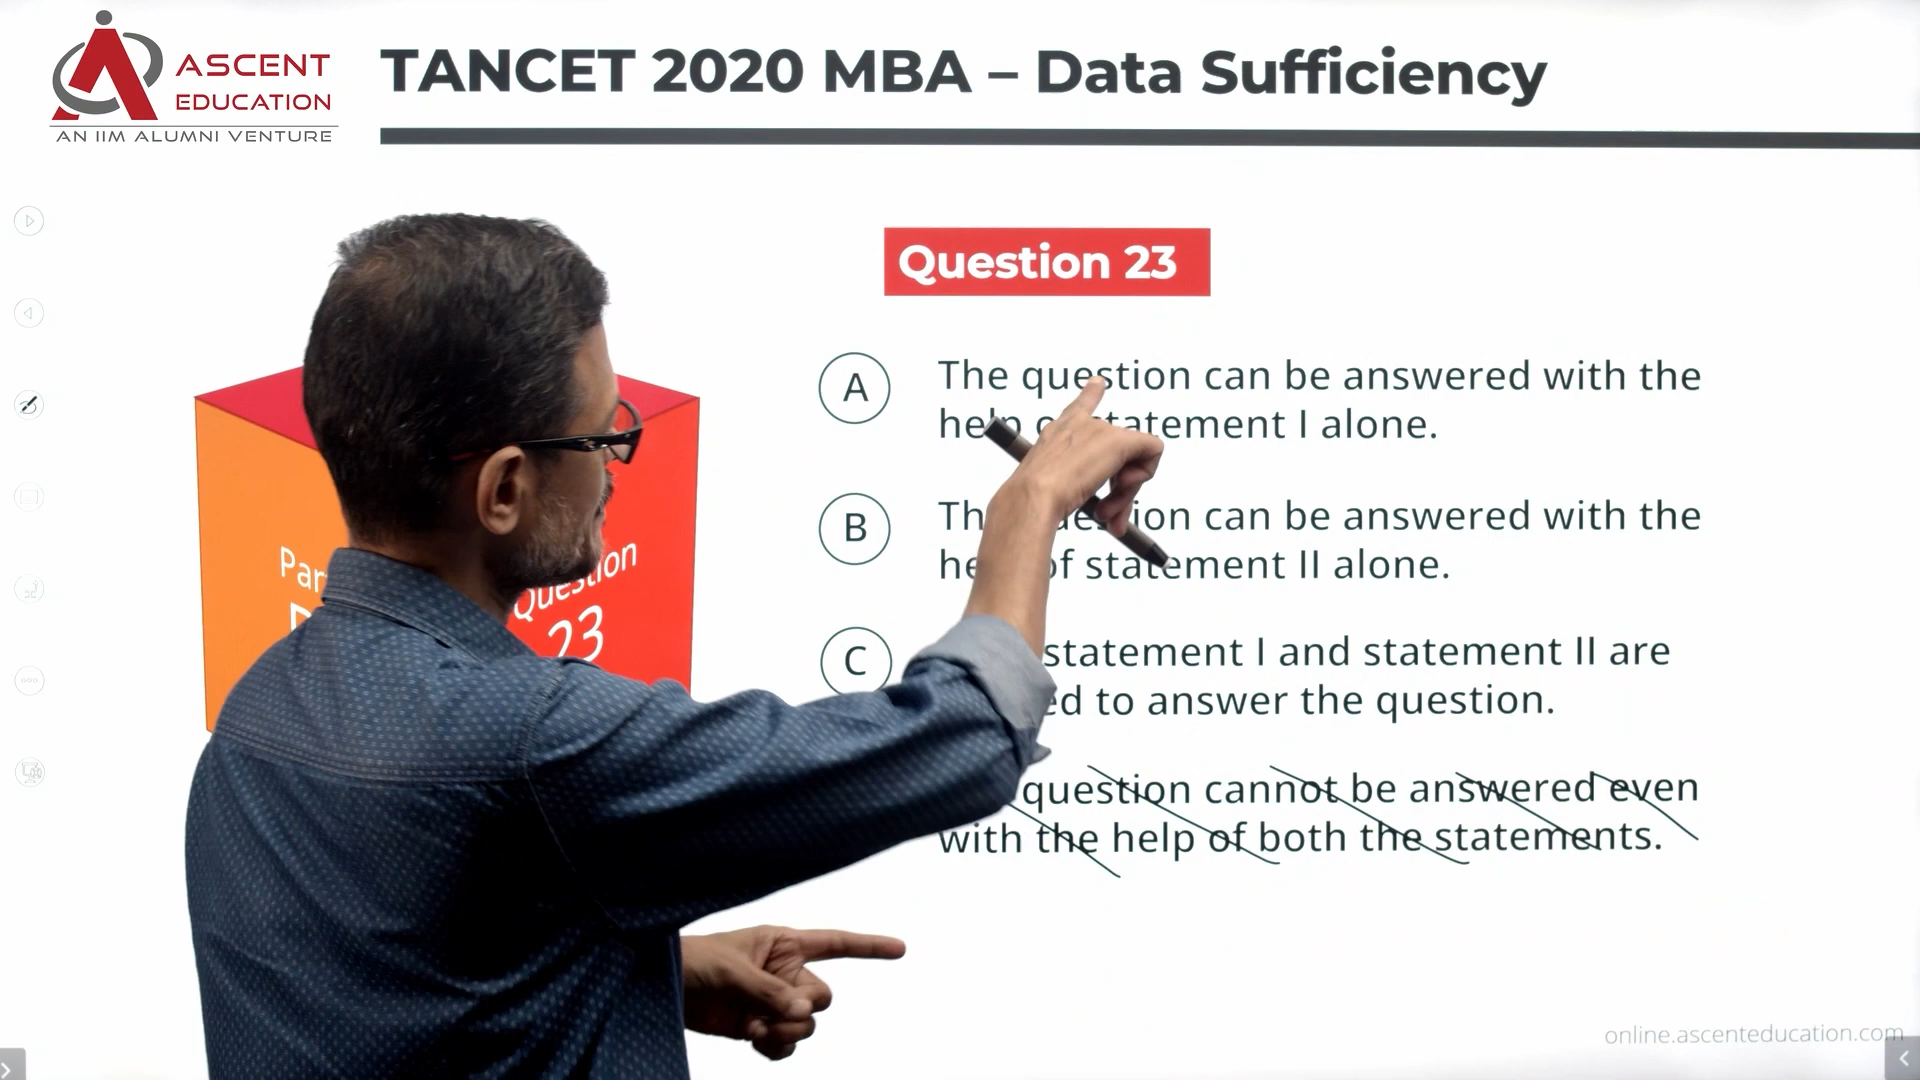 ASCENT
EDUCATION
AN IIM ALUMNI VENTURE
TANCET 2020 MBA – Data Sufficiency
Question 23
A
The question can be answered with the
statement I alone.
B
can be answered with the
of statement II alone.
C
statement I and statement II are
to answer the question.
question cannot be answered even
with the help of both the statements.
Question
23
online.ascenteducation.com